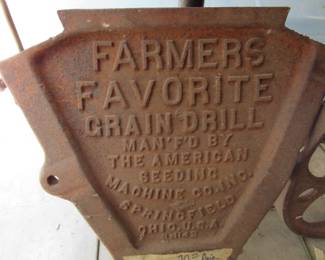 FARMERS
FAVORITE
GRAIN DRILL
MAN'F'D BY
THE AMERICAN
SEEDING
MACHINE CO. INC.
SPRINGFIELD
OHIO, U.S.A.